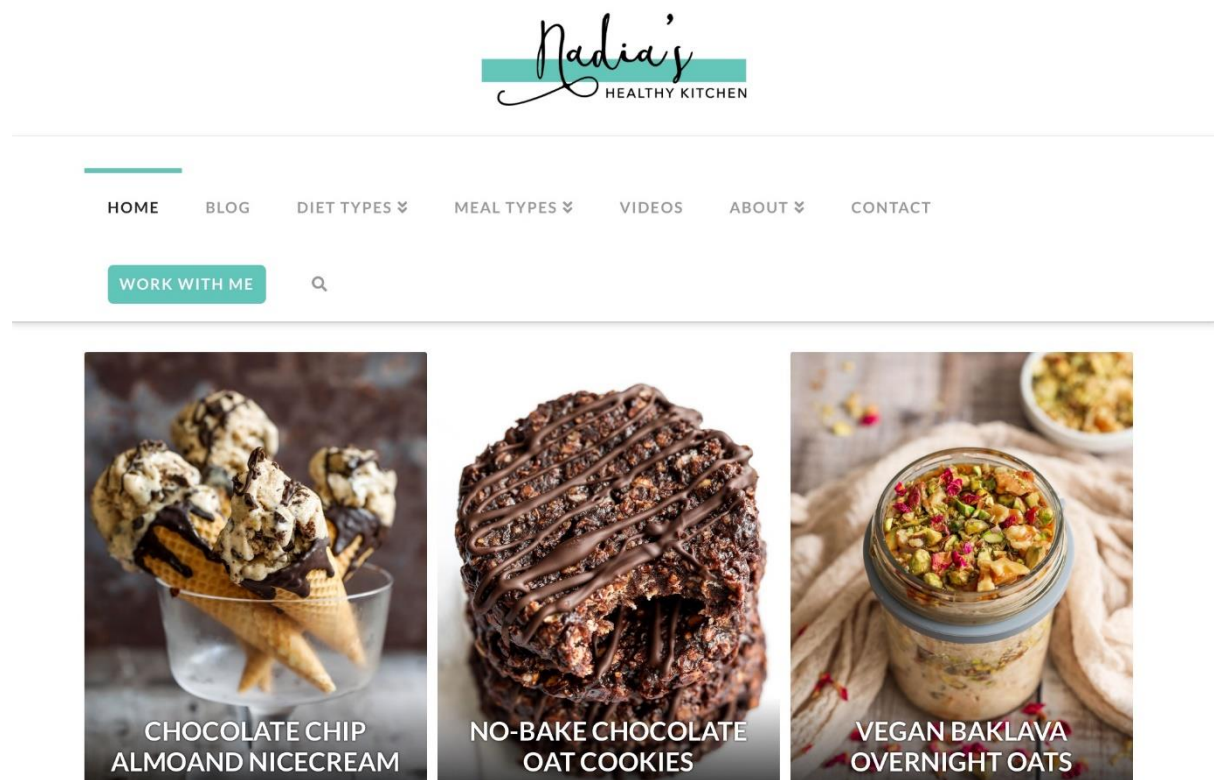 Nadia's
HEALTHY KITCHEN
HOME BLOG DIET TYPES MEAL TYPES VIDEOS ABOUT CONTACT
WORK WITH ME
CHOCOLATE CHIP
ALMOAND NICECREAM
NO-BAKE CHOCOLATE
OAT COOKIES
VEGAN BAKLAVA
OVERNIGHT OATS